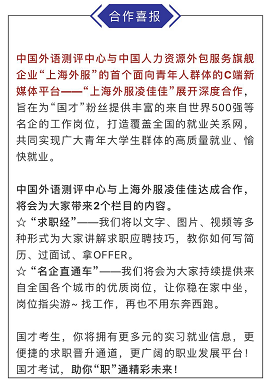 合作喜报
中国外语测评中心与中国人力资源外包服务旗舰
企业“上海外服”的首个面向青年人群体的C端新
媒体平台——“上海外服凌佳佳”展开深度合作，
旨在为“国才”粉丝提供丰富的来自世界500强等
名企的工作岗位，打造覆盖全国的就业关系网，
共同实现广大青年大学生群体的高质量就业、愉
快就业。
中国外语测评中心与上海外服凌佳佳达成合作，
将会为大家带来2个栏目的内容。
☆ “求职经”——我们将以文字、图片、视频等多
种形式为大家讲解求职应聘技巧，教你如何写简
历、过面试、拿OFFER。
☆ “名企直通车”——我们将会为大家持续提供来
自全国各个城市的优质岗位，让你稳在家中坐，
岗位指尖游~ 找工作，再也不用东奔西跑。
国才考生，你将拥有更多元的实习就业信息，更
便捷的求职晋升通道，更广阔的职业发展平台！
国才考试，助你“职”通精彩未来！